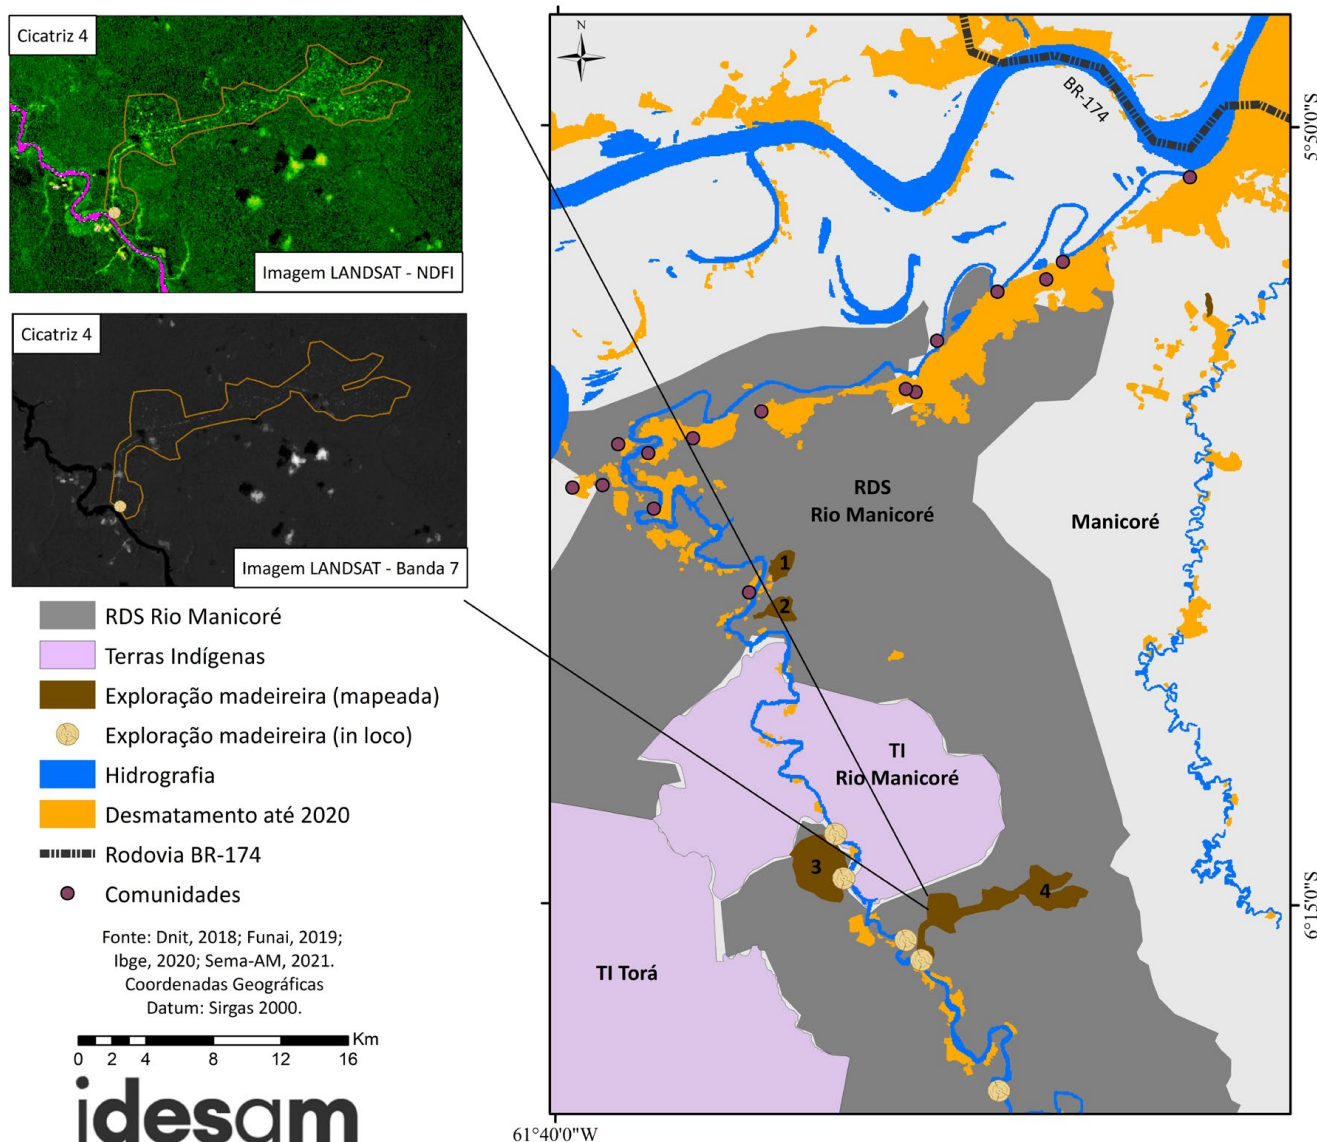 Cicatriz 4
Imagem LANDSAT - NDFI
Cicatriz 4
Imagem LANDSAT - Banda 7
RDS Rio Manicoré
Terras Indígenas
Exploração madeireira (mapeada)
Exploração madeireira (in loco)
Hidrografia
Desmatamento até 2020
Rodovia BR-174
Comunidades
Fonte: Dnit, 2018; Funai, 2019;
Ibge, 2020; Sema-AM, 2021.
Coordenadas Geográficas
Datum: Sirgas 2000.
Km
0 2 4 8 12 16
idesam
N
BR-174
5°50'0"S
RDS
Rio Manicoré
Manicoré
1
2
TI
Rio Manicoré
3
4
6°15'0"S
TI Torá
61°40'0"W